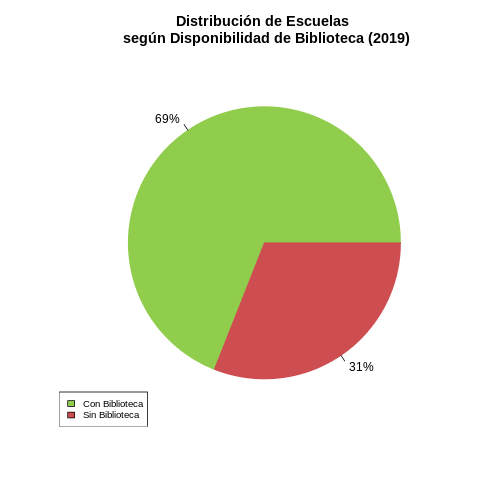 Distribución de Escuelas
según Disponibilidad de Biblioteca (2019)
69%
31%
Con Biblioteca
Sin Biblioteca